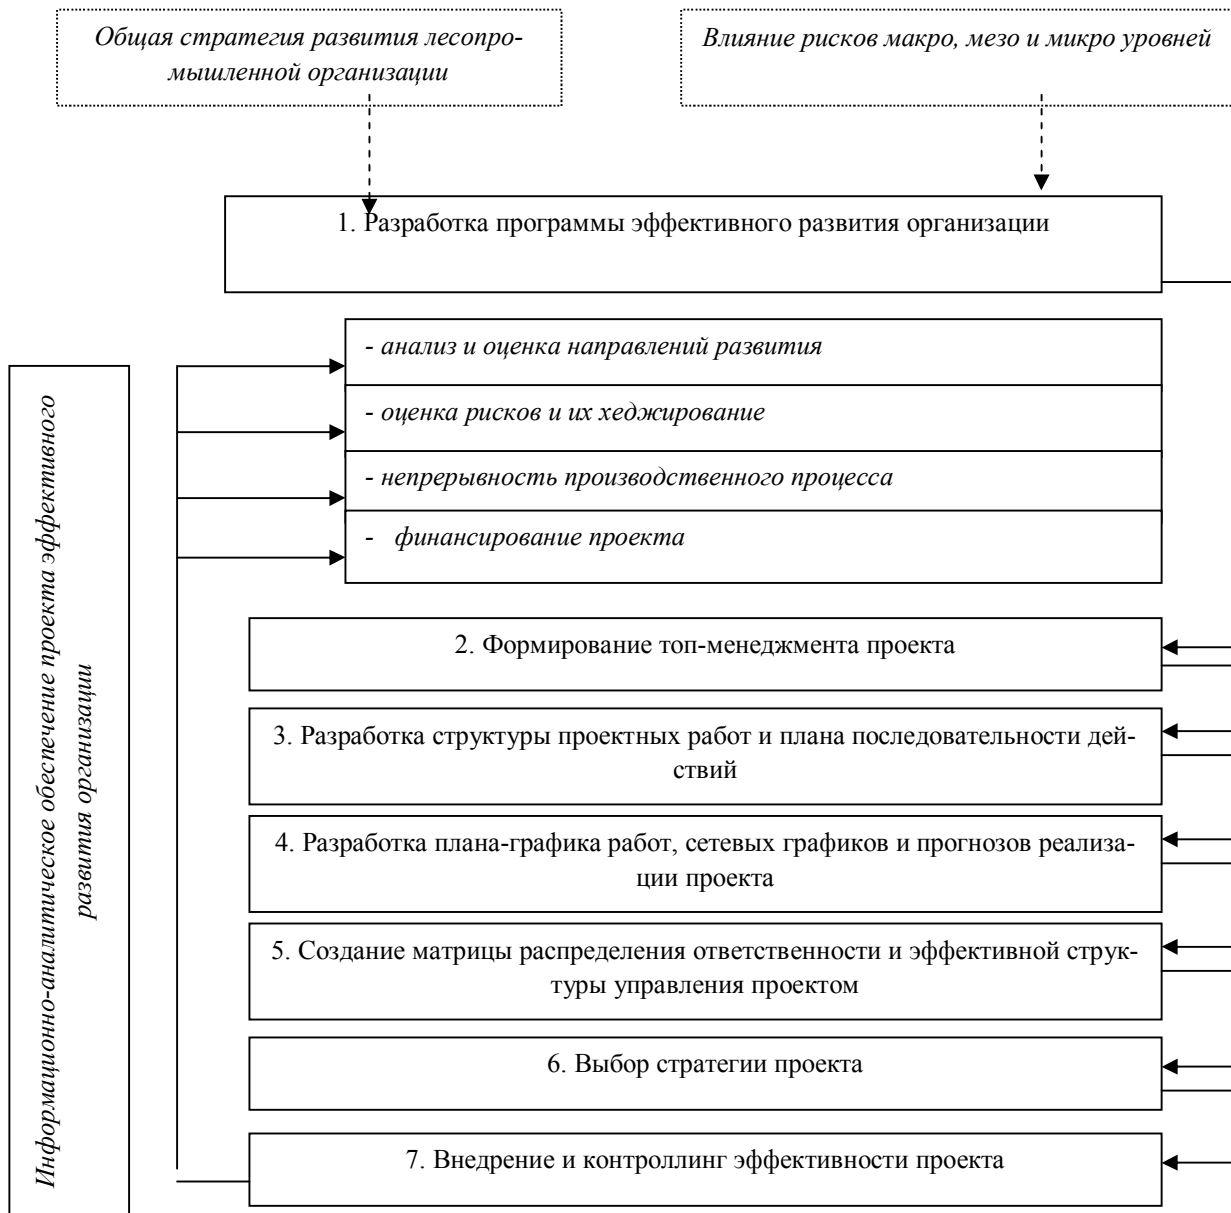 Общая стратегия развития лесопро-
мышленной организации
Влияние рисков макро, мезо и микро уровней
1. Разработка программы эффективного развития организации
- анализ и оценка направлений развития
- оценка рисков и их хеджирование
- непрерывность производственного процесса
- финансирование проекта
Информационно-аналитическое обеспечение проекта эффективного
развития организации
2. Формирование топ-менеджмента проекта
3. Разработка структуры проектных работ и плана последовательности дей-
ствий
4. Разработка плана-графика работ, сетевых графиков и прогнозов реализа-
ции проекта
5. Создание матрицы распределения ответственности и эффективной струк-
туры управления проектом
6. Выбор стратегии проекта
7. Внедрение и контроллинг эффективности проекта